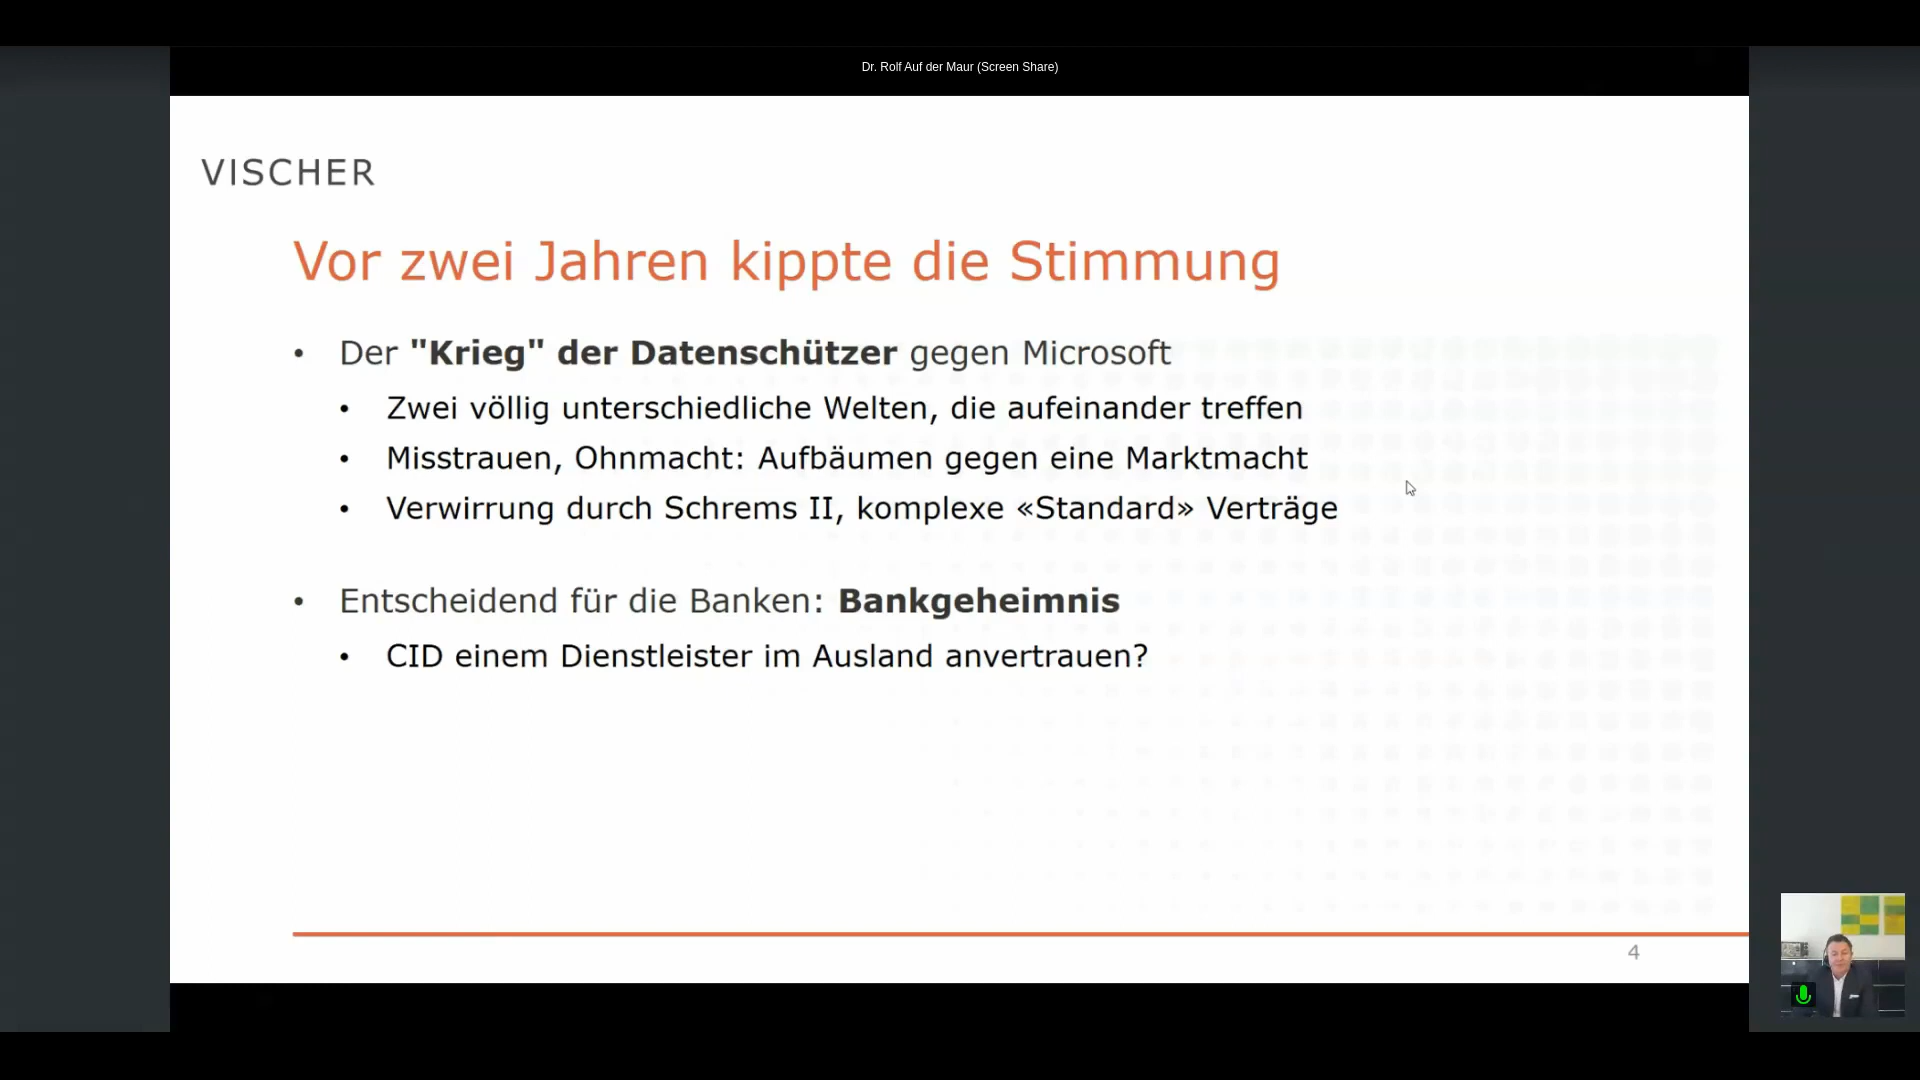 Dr. Rolf Auf der Maur (Screen Share)
VISCHER
Vor zwei Jahren kippte die Stimmung
• Der "Krieg" der Datenschützer gegen Microsoft
• Zwei völlig unterschiedliche Welten, die aufeinander treffen
• Misstrauen, Ohnmacht: Aufbäumen gegen eine Marktmacht
• Verwirrung durch Schrems II, komplexe «Standard» Verträge
• Entscheidend für die Banken: Bankgeheimnis
• CID einem Dienstleister im Ausland anvertrauen?
4